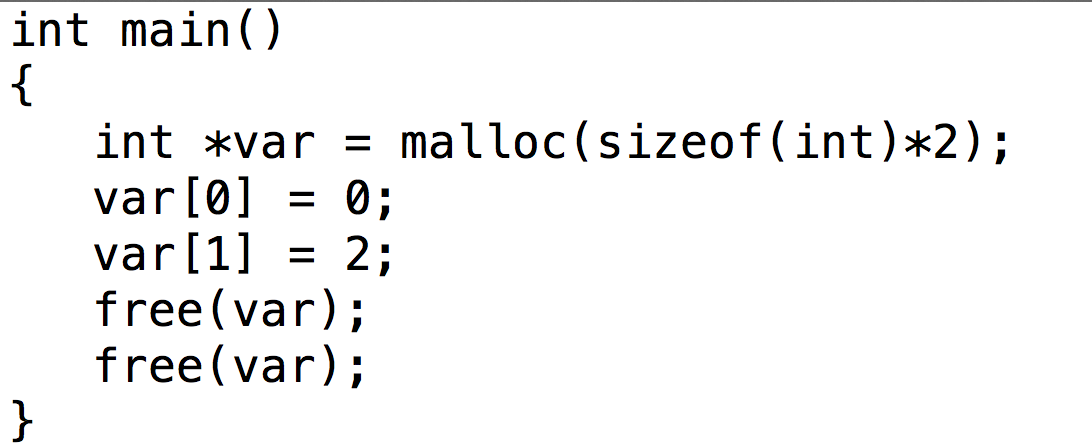 int main()
{
   int *var = malloc(sizeof(int)*2);
   var[0] = 0;
   var[1] = 2;
   free(var);
   free(var);
}